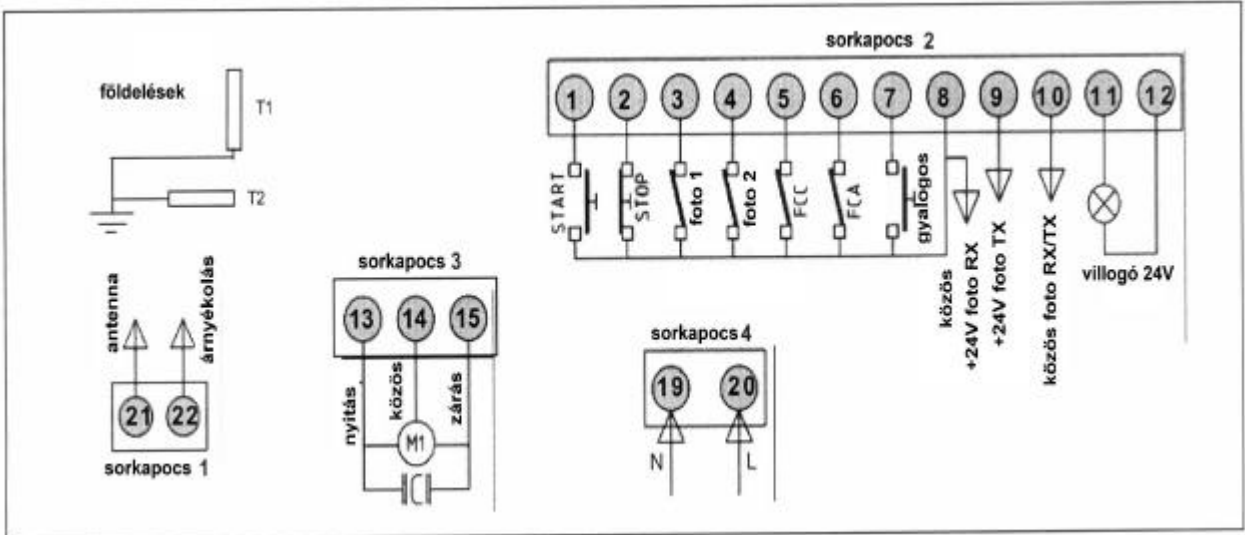 sorkapocs 2
1 2 3 4 5 6 7 8 9 10 11 12
START
STOP
foto 1
foto 2
FCC
FCA
gyalógos
közös
+24V foto RX
+24V foto TX
közös foto RX/TX
villogó 24V
földelések
T1
T2
antenna
árnyékolás
21 22
sorkapocs 1
sorkapocs 3
13 14 15
nyitás
közös
zárás
M1
sorkapocs 4
19 20
N L